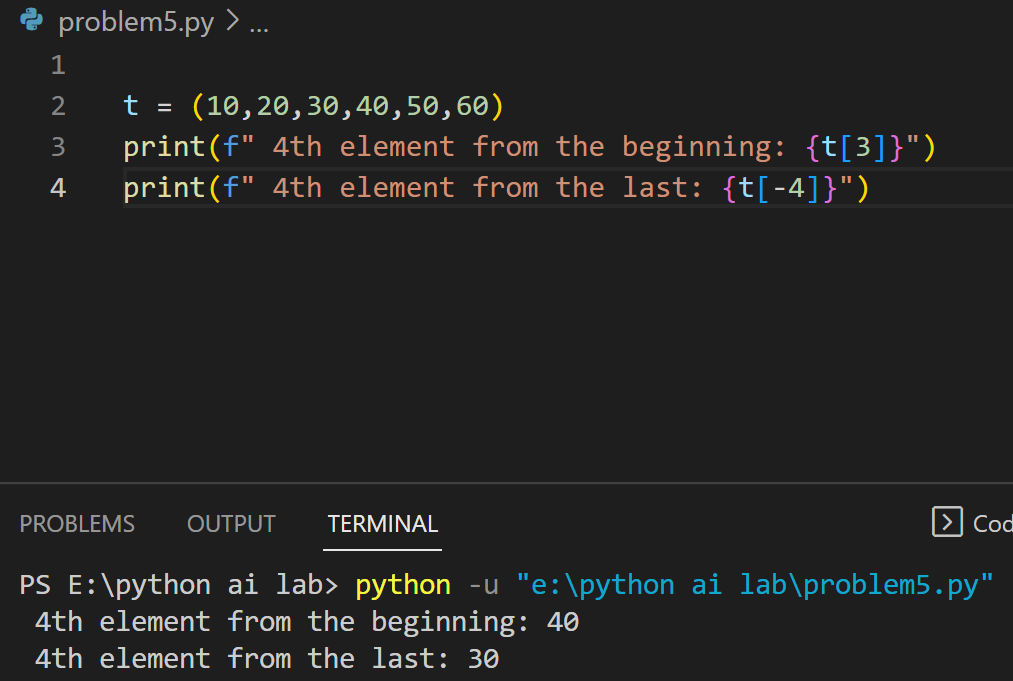 problem5.py > ...
1
2 t = (10,20,30,40,50,60)
3 print(f" 4th element from the beginning: {t[3]}")
4 print(f" 4th element from the last: {t[-4]}")
PROBLEMS OUTPUT TERMINAL Cod
PS E:\python ai lab> python -u "e:\python ai lab\problem5.py"
 4th element from the beginning: 40
 4th element from the last: 30